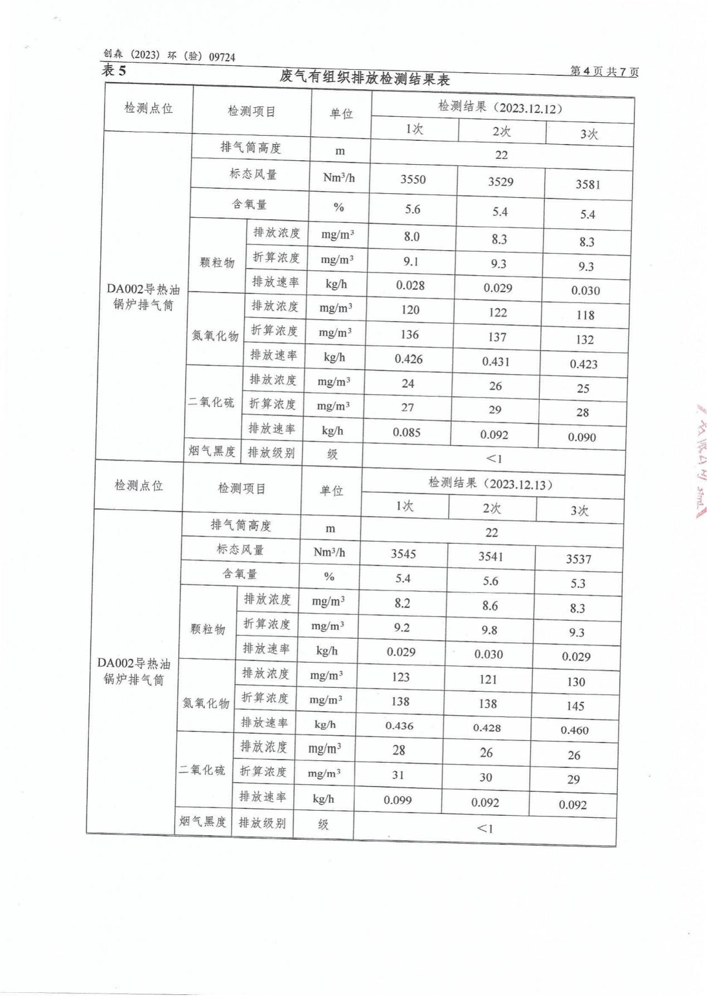 创森（2023）环（验）09724
第 4 页 共 7 页
表 5
废气有组织排放检测结果表
检测点位 检测项目 单位 检测结果（2023.12.12）
1次 2次 3次
DA002导热油
锅炉排气筒
排气筒高度 m 22
标态风量 Nm³/h 3550 3529 3581
含氧量 % 5.6 5.4 5.4
颗粒物
排放浓度 mg/m³ 8.0 8.3 8.3
折算浓度 mg/m³ 9.1 9.3 9.3
排放速率 kg/h 0.028 0.029 0.030
氮氧化物
排放浓度 mg/m³ 120 122 118
折算浓度 mg/m³ 136 137 132
排放速率 kg/h 0.426 0.431 0.423
二氧化硫
排放浓度 mg/m³ 24 26 25
折算浓度 mg/m³ 27 29 28
排放速率 kg/h 0.085 0.092 0.090
烟气黑度 排放级别 级 ＜1
检测点位 检测项目 单位 检测结果（2023.12.13）
1次 2次 3次
DA002导热油
锅炉排气筒
排气筒高度 m 22
标态风量 Nm³/h 3545 3541 3537
含氧量 % 5.4 5.6 5.3
颗粒物
排放浓度 mg/m³ 8.2 8.6 8.3
折算浓度 mg/m³ 9.2 9.8 9.3
排放速率 kg/h 0.029 0.030 0.029
氮氧化物
排放浓度 mg/m³ 123 121 130
折算浓度 mg/m³ 138 138 145
排放速率 kg/h 0.436 0.428 0.460
二氧化硫
排放浓度 mg/m³ 28 26 26
折算浓度 mg/m³ 31 30 29
排放速率 kg/h 0.099 0.092 0.092
烟气黑度 排放级别 级 ＜1